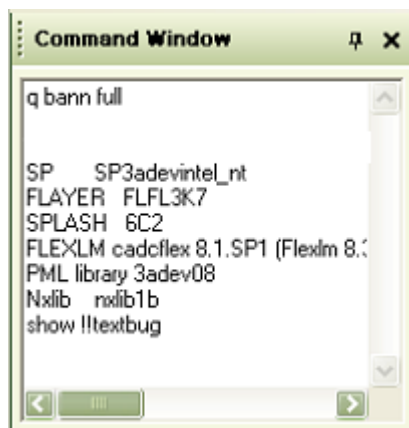 Command Window
q bann full
SP SP3adevintel_nt
FLAYER FLFL3K7
SPLASH 6C2
FLEXLM cadcflex 8.1.SP1 (Flexlm 8.
PML library 3adev08
Nxlib nxlib1b
show !!textbug